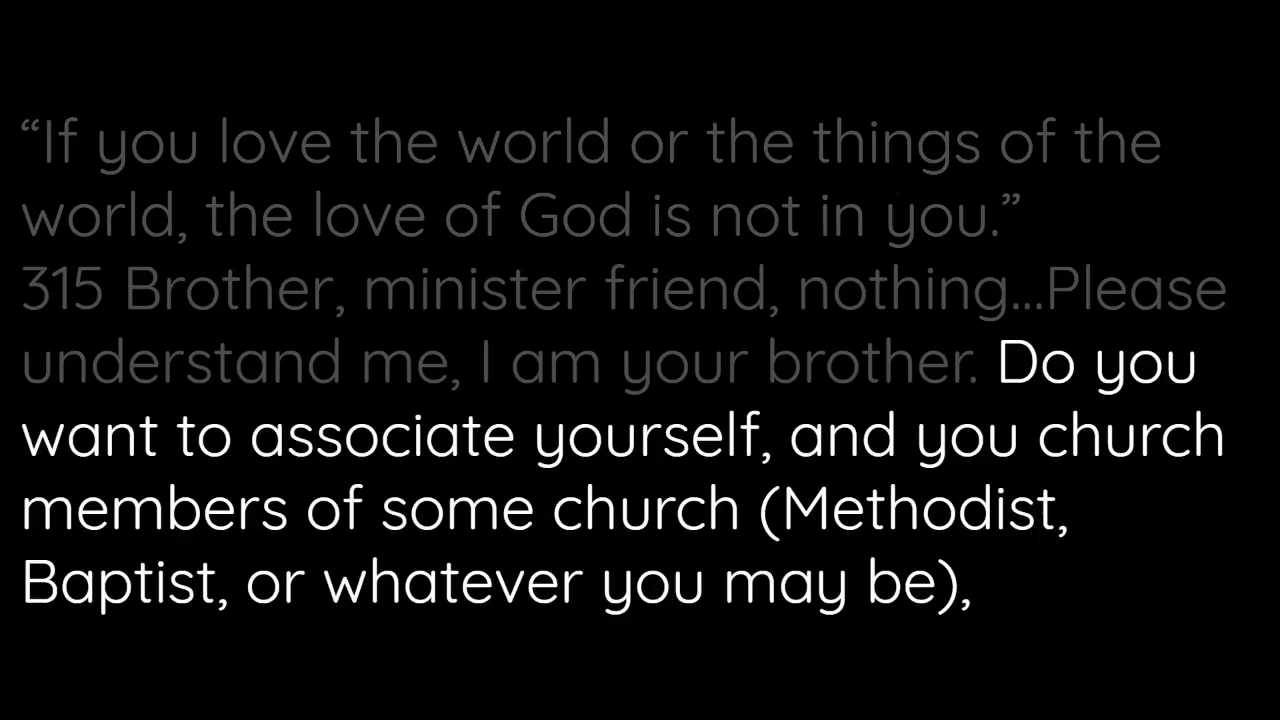 “If you love the world or the things of the
world, the love of God is not in you.”
315 Brother, minister friend, nothing...Please
understand me, I am your brother. Do you
want to associate yourself, and you church
members of some church (Methodist,
Baptist, or whatever you may be),